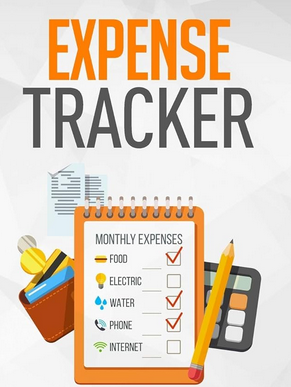 EXPENSE
TRACKER
MONTHLY EXPENSES
FOOD
ELECTRIC
WATER
PHONE
INTERNET